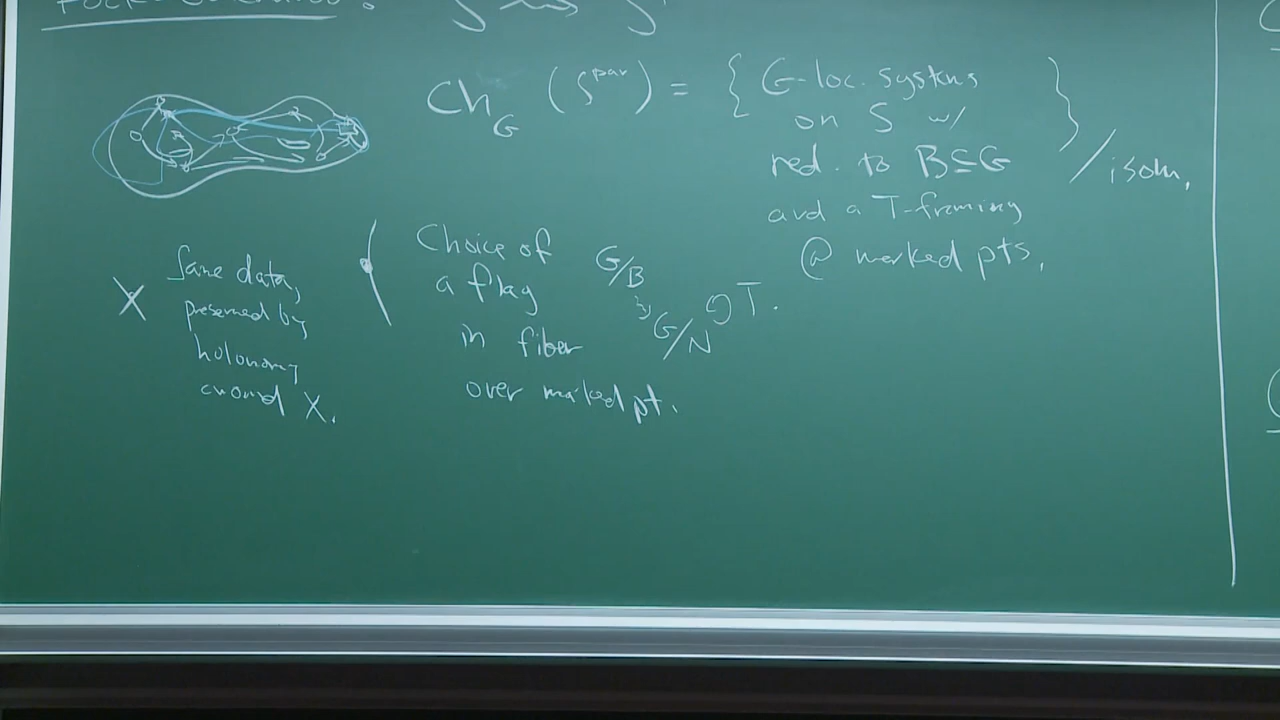 Ch_G (S^par) = { G-loc. systems
on S w/
red. to B ⊆ G
and a T-framing
@ marked pts.
} / isom.
X
Same data,
preserved by
holonomy
around X.
Choice of
a flag
in fiber
over marked pt.
G/B
G/N ↺ T.